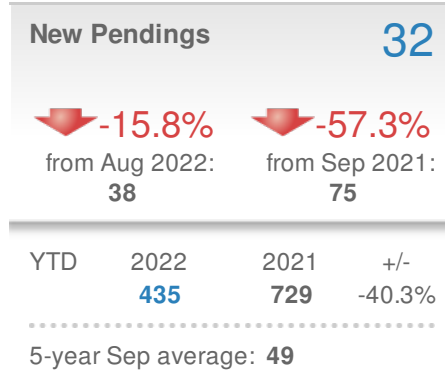 New Pendings 32
-15.8% -57.3%
from Aug 2022: from Sep 2021:
38 75
YTD 2022 2021 +/-
435 729 -40.3%
5-year Sep average: 49